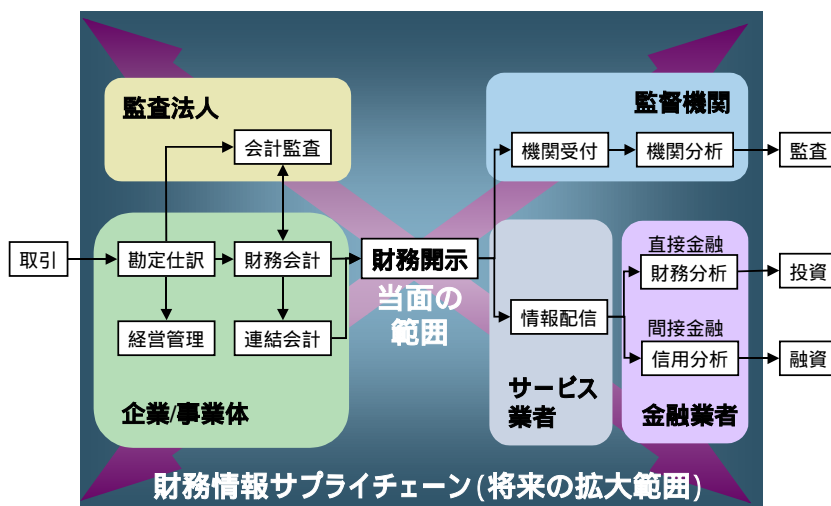 監査法人
会計監査
監督機関
機関受付
機関分析
監査
取引
勘定仕訳
財務会計
経営管理
連結会計
企業/事業体
財務開示
当面の
範囲
情報配信
サービス
業者
直接金融
財務分析
投資
間接金融
信用分析
融資
金融業者
財務情報サプライチェーン(将来の拡大範囲)